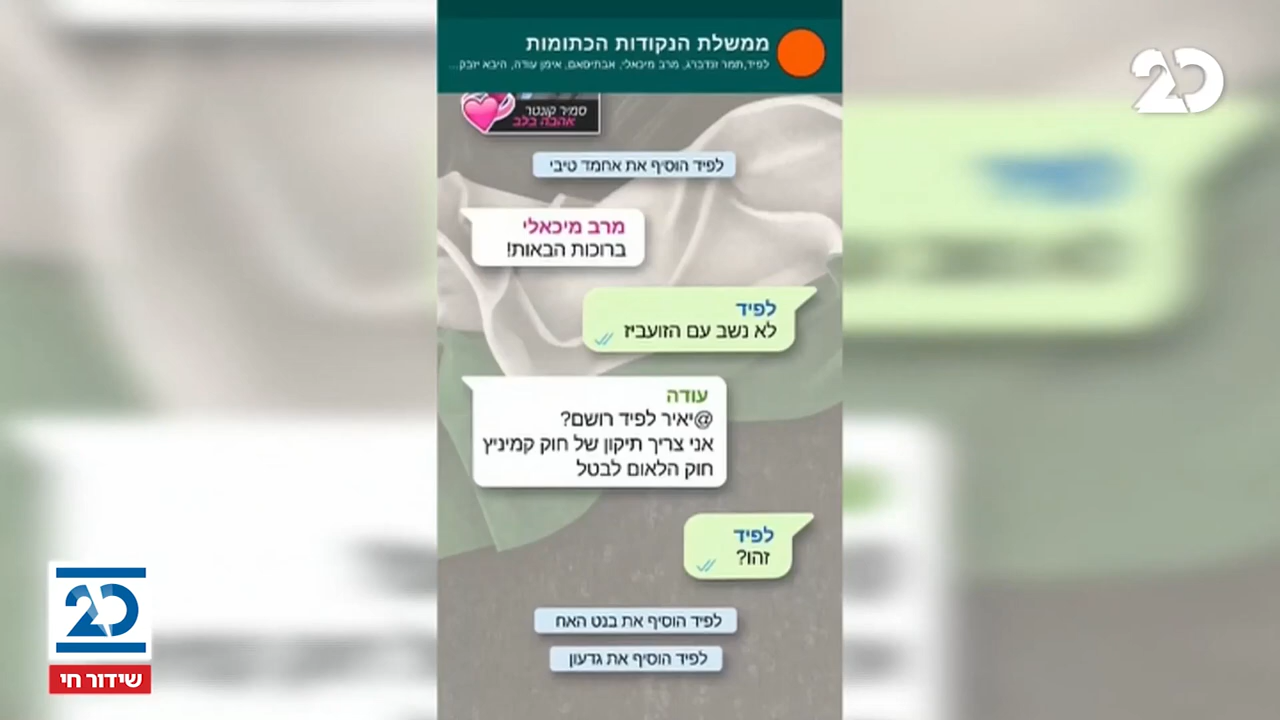 ממשלת הנקודות הכתומות
לפיד,תמר זנדברג, מרב מיכאלי, אבתיסאם, אימן עודה, היבא יזבק...
סמיר קונטר
אהבה בלב
לפיד הוסיף את אחמד טיבי
מרב מיכאלי
ברוכות הבאות!
לפיד
לא נשב עם הזועביז
עודה
@יאיר לפיד רושם?
אני צריך תיקון של חוק קמיניץ
חוק הלאום לבטל
לפיד
זהו?
לפיד הוסיף את בנט האח
לפיד הוסיף את גדעון
20
20
שידור חי